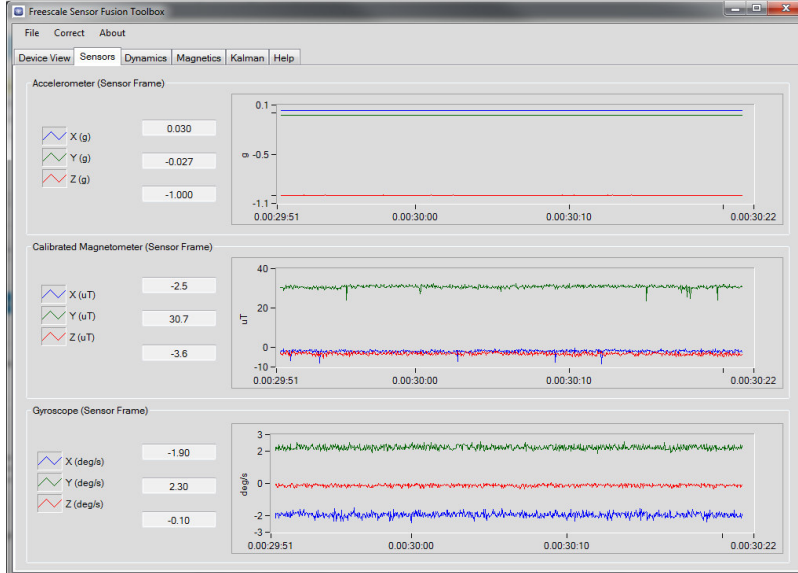 Freescale Sensor Fusion Toolbox
File Correct About
Device View Sensors Dynamics Magnetics Kalman Help
Accelerometer (Sensor Frame)
X (g) 0.030
Y (g) -0.027
Z (g) -1.000
g
0.1
-0.5
-1.1
0.00:29:51 0.00:30:00 0.00:30:10 0.00:30:22
Calibrated Magnetometer (Sensor Frame)
X (uT) -2.5
Y (uT) 30.7
Z (uT) -3.6
uT
40
20
0
-10
0.00:29:51 0.00:30:00 0.00:30:10 0.00:30:22
Gyroscope (Sensor Frame)
X (deg/s) -1.90
Y (deg/s) 2.30
Z (deg/s) -0.10
deg/s
3
2
0
-2
-3
0.00:29:51 0.00:30:00 0.00:30:10 0.00:30:22